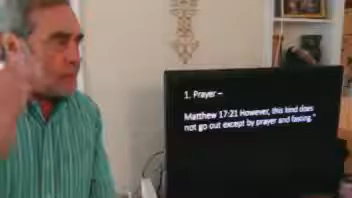 1. Prayer –
Matthew 17:21 However, this kind does
not go out except by prayer and fasting."